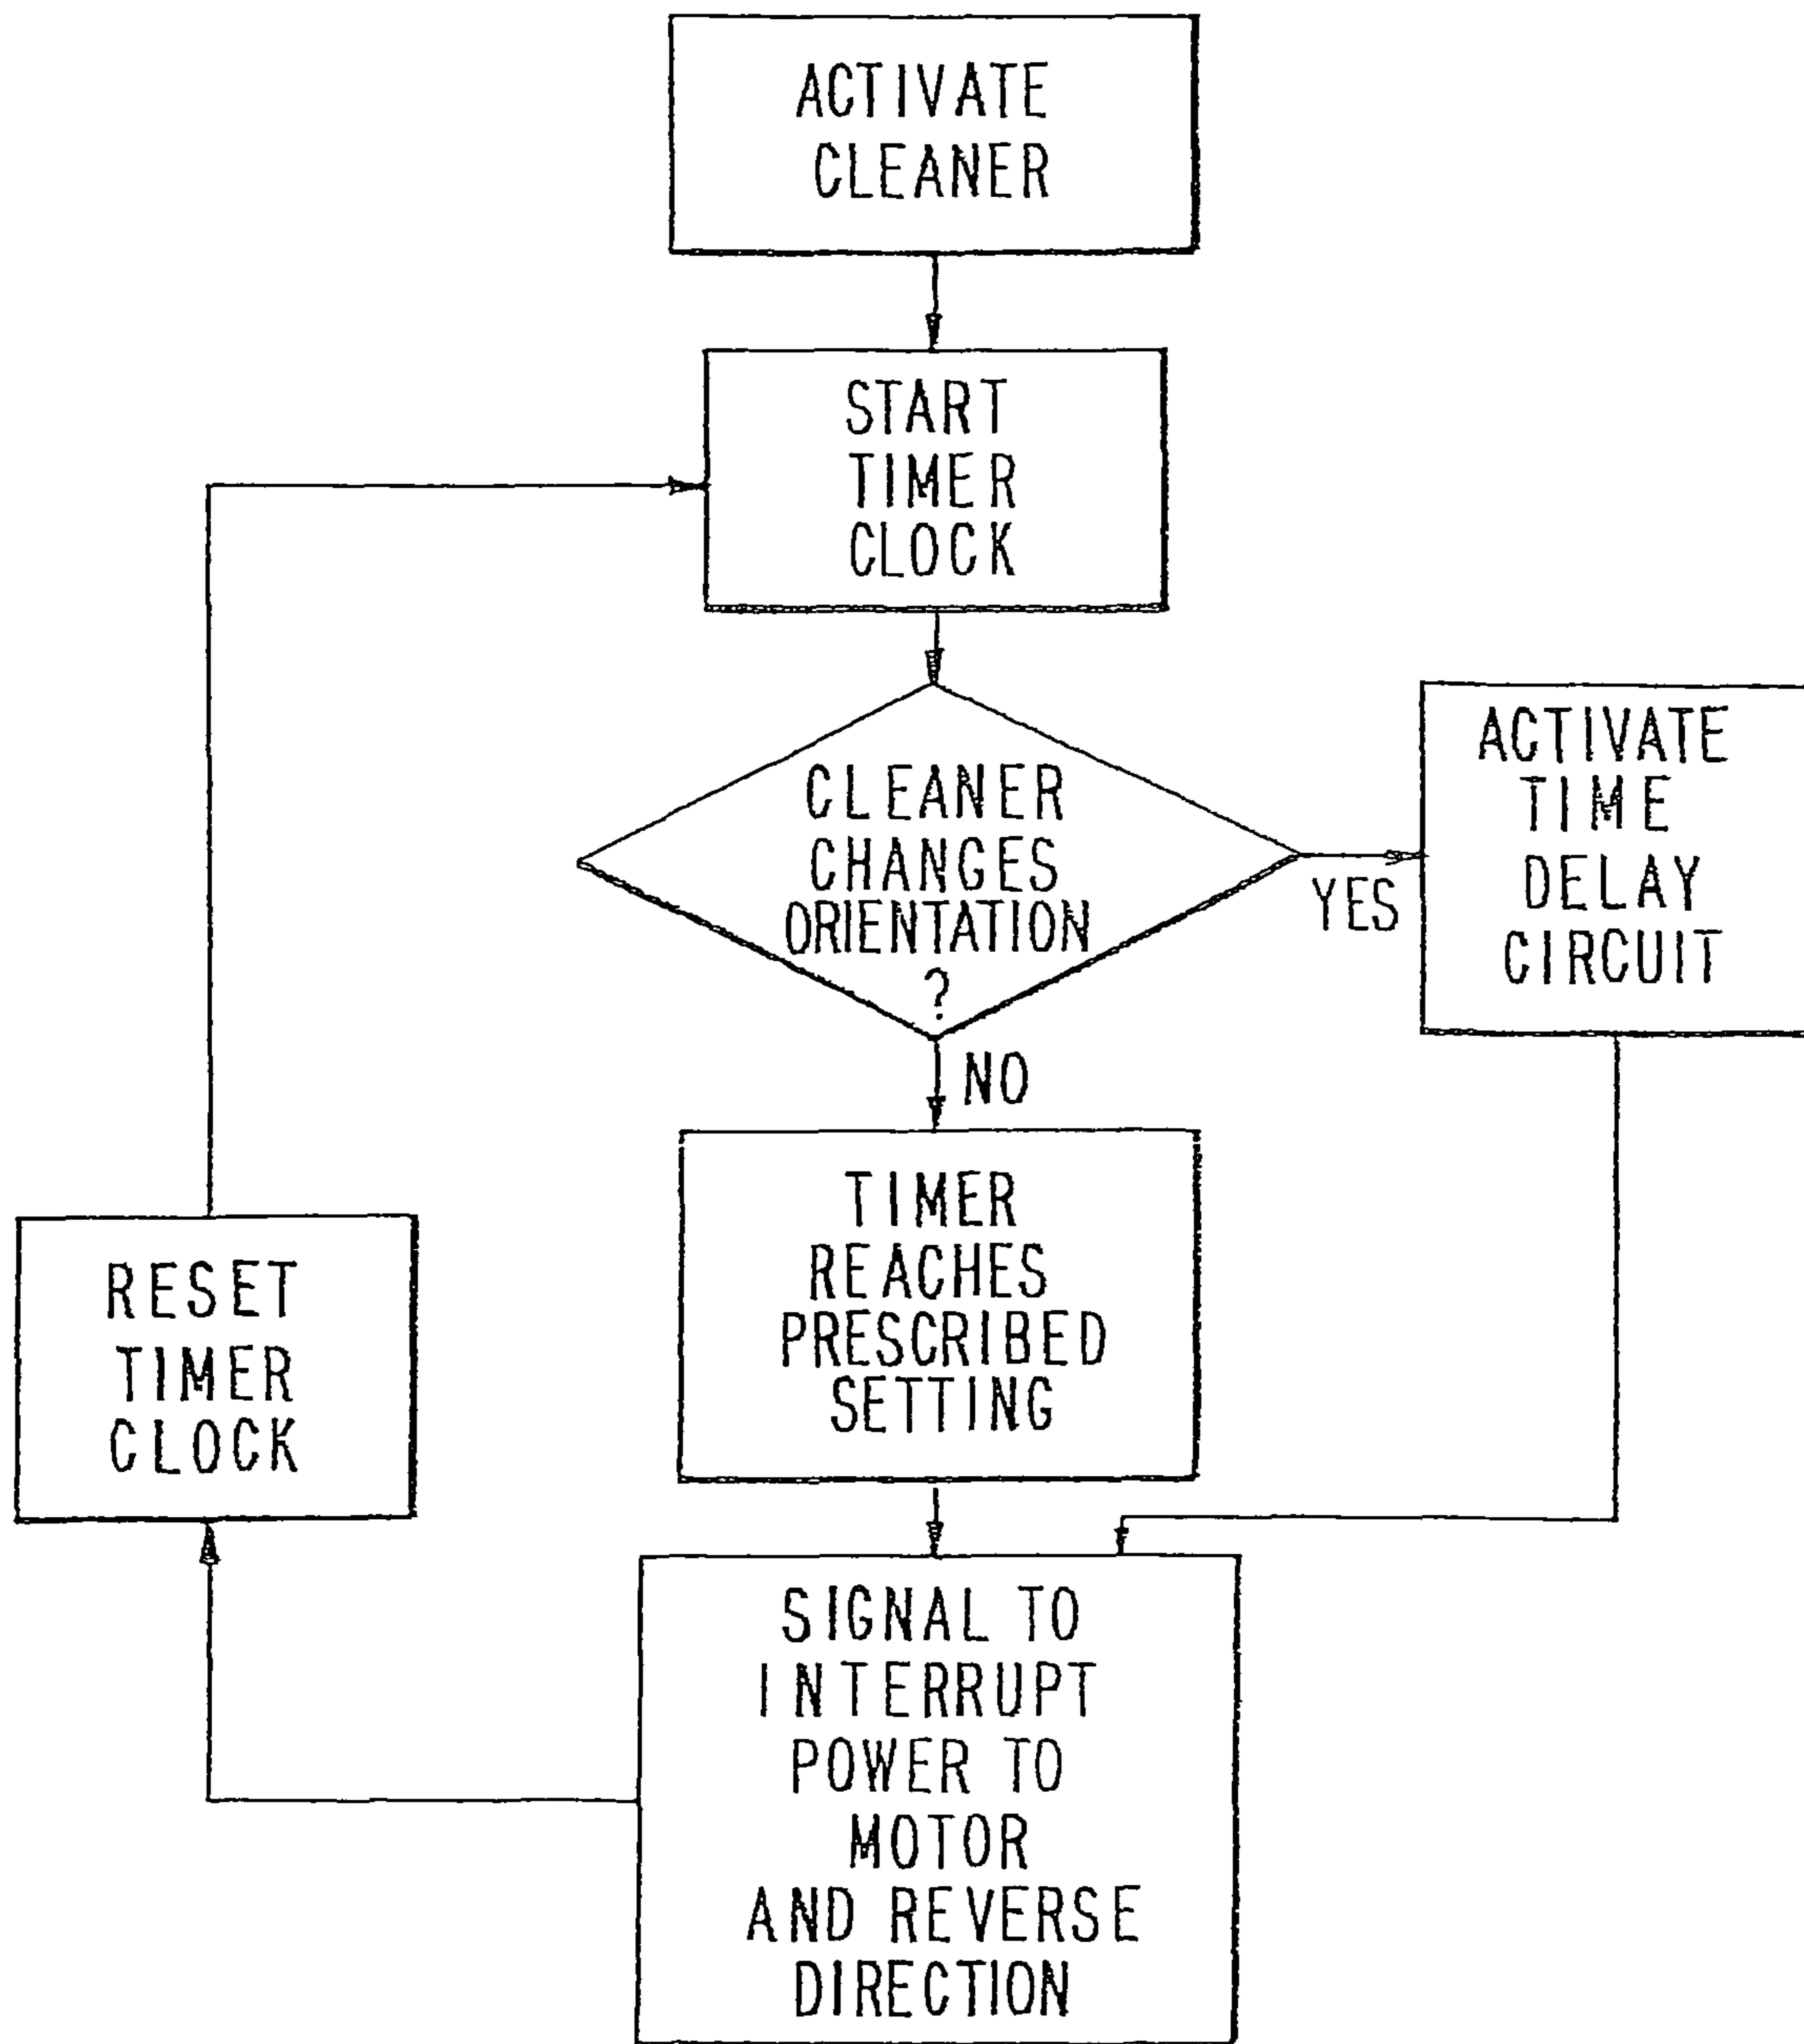 ACTIVATE
CLEANER
START
TIMER
CLOCK
CLEANER
CHANGES
ORIENTATION
?
YES
ACTIVATE
TIME
DELAY
CIRCUIT
NO
TIMER
REACHES
PRESCRIBED
SETTING
RESET
TIMER
CLOCK
SIGNAL TO
INTERRUPT
POWER TO
MOTOR
AND REVERSE
DIRECTION